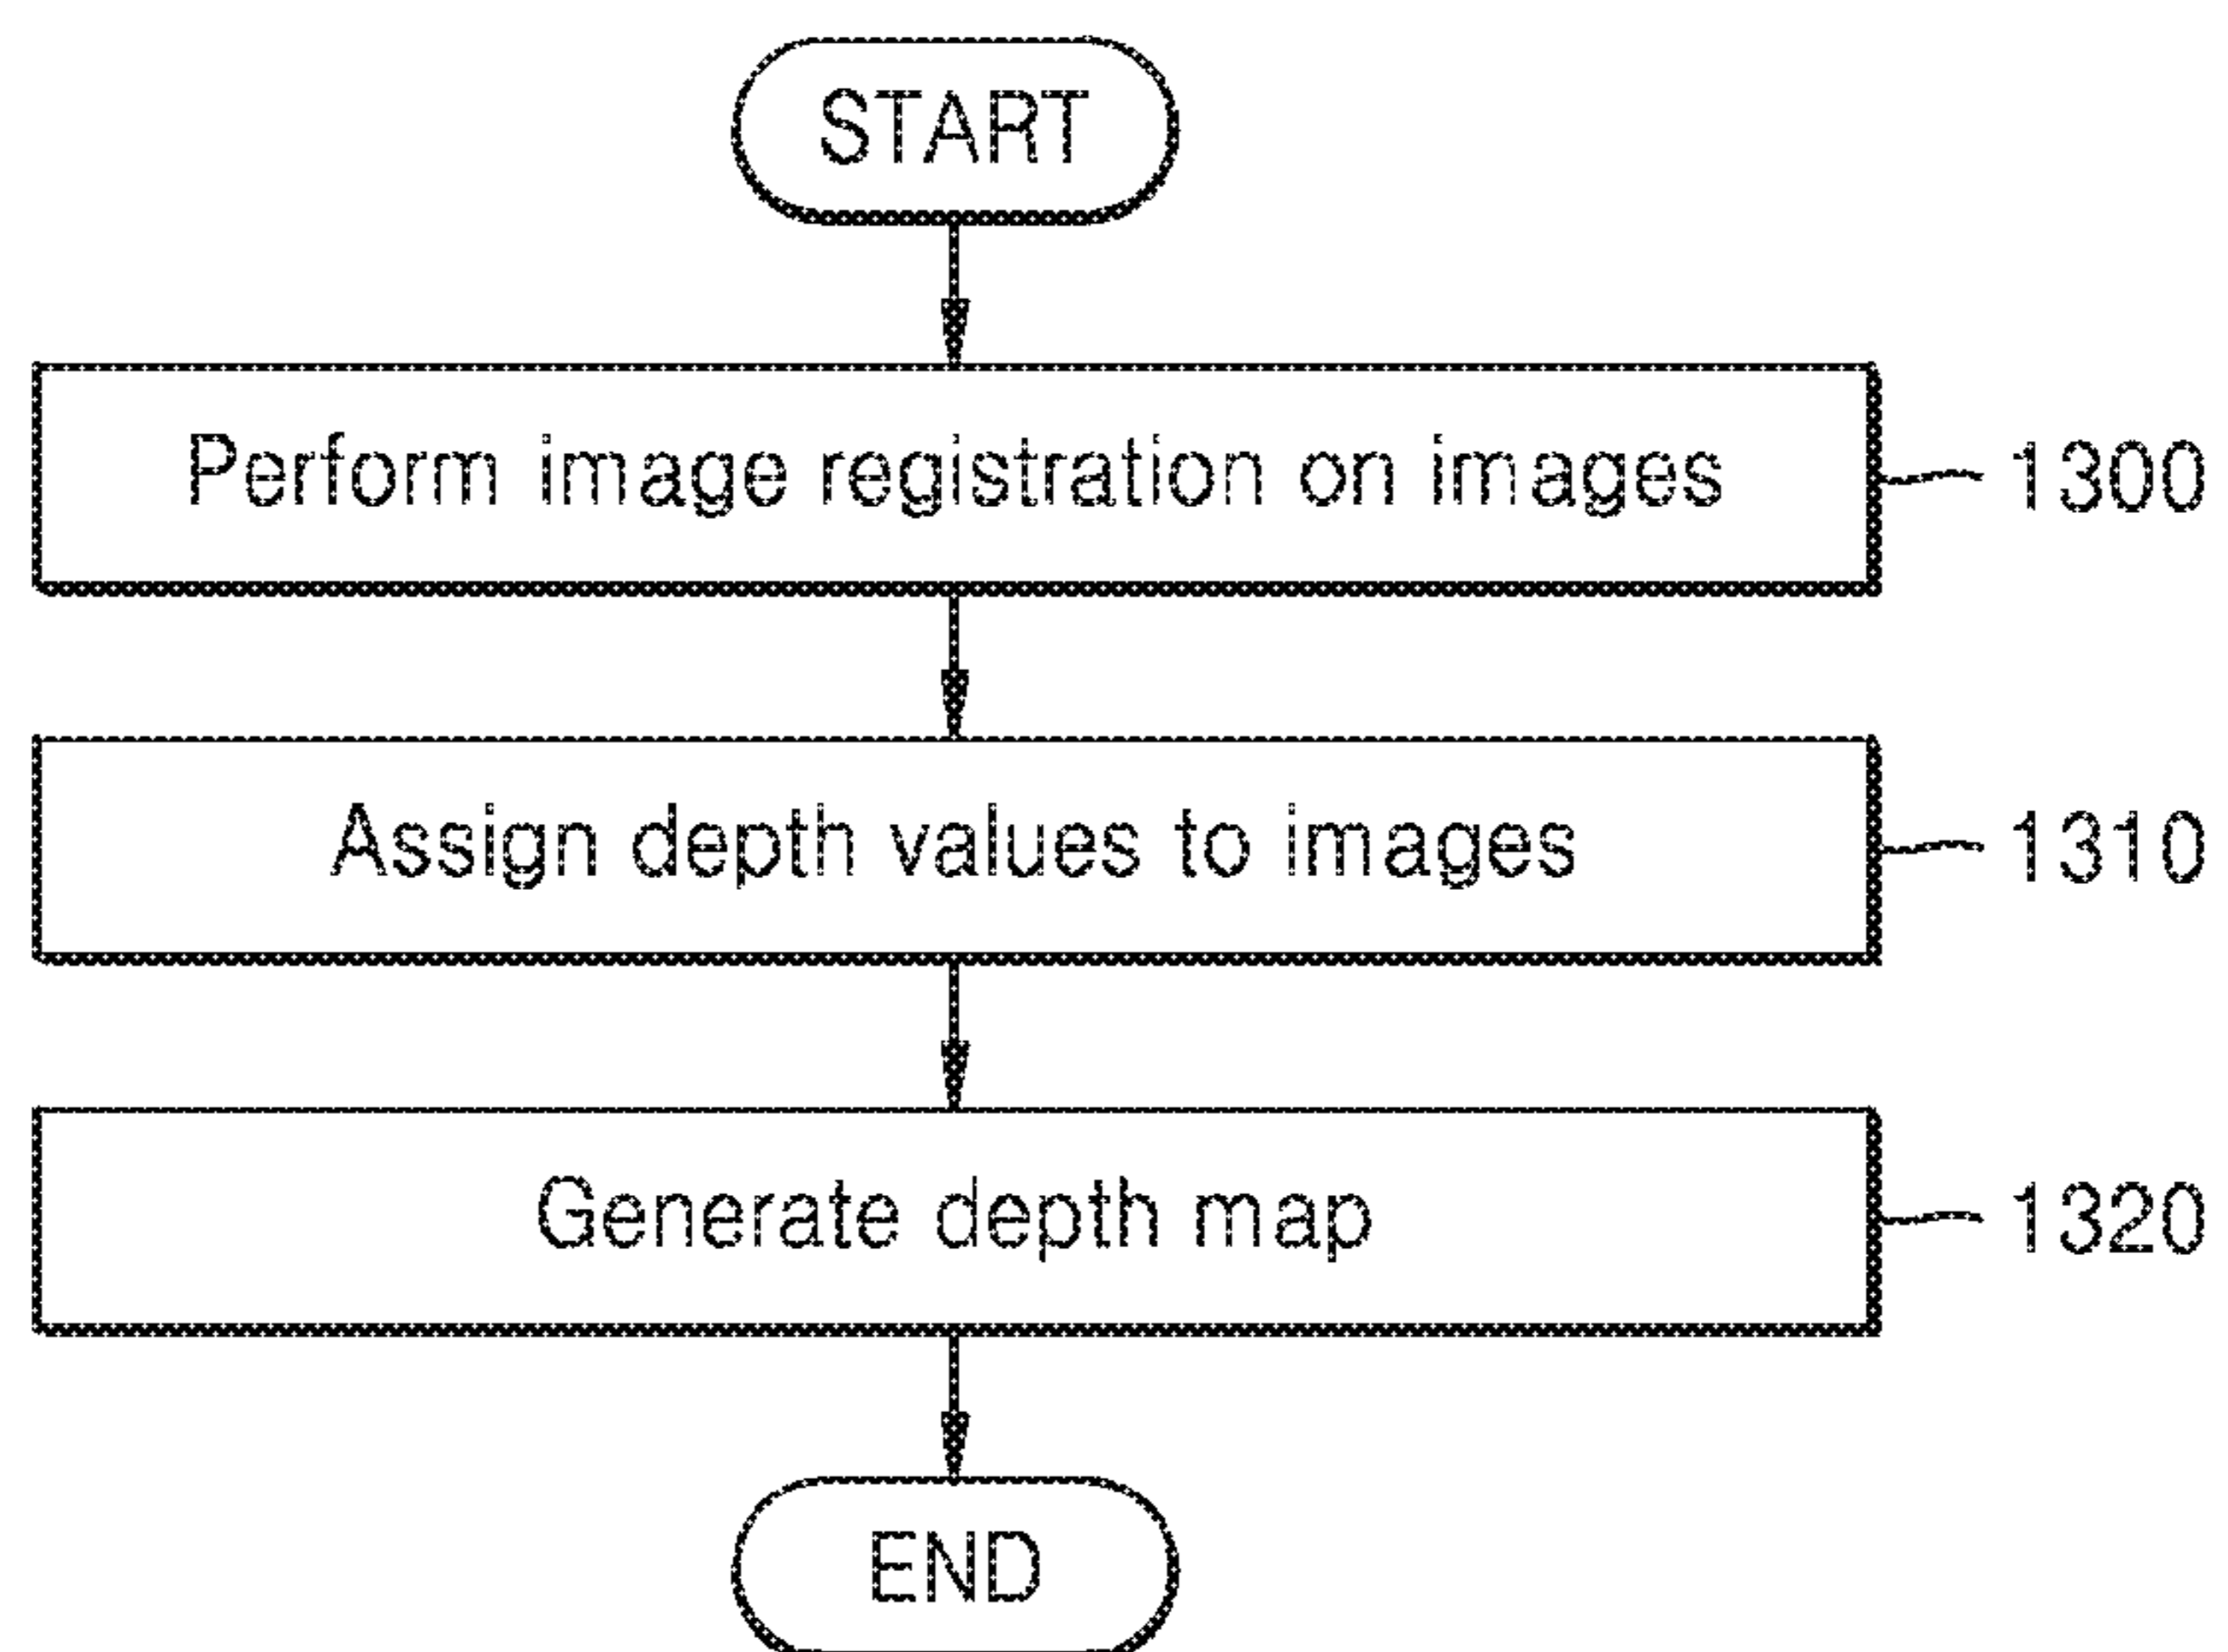 START
Perform image registration on images
1300
Assign depth values to images
1310
Generate depth map
1320
END